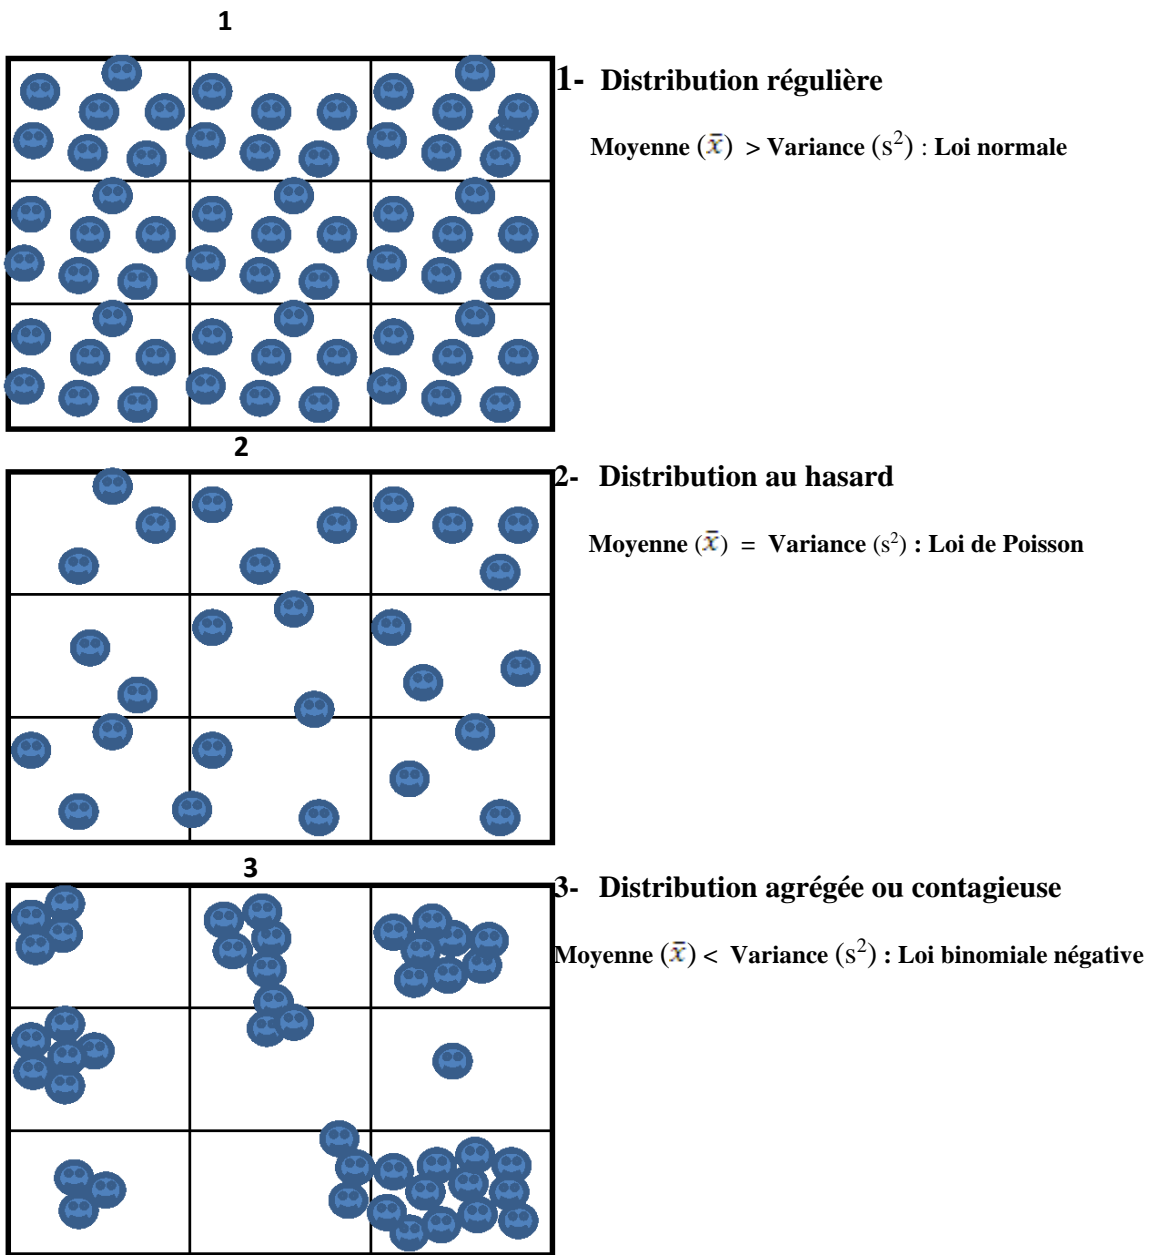 1
1- Distribution régulière
Moyenne (x̄) > Variance (s²) : Loi normale
2
2- Distribution au hasard
Moyenne (x̄) = Variance (s²) : Loi de Poisson
3
3- Distribution agrégée ou contagieuse
Moyenne (x̄) < Variance (s²) : Loi binomiale négative